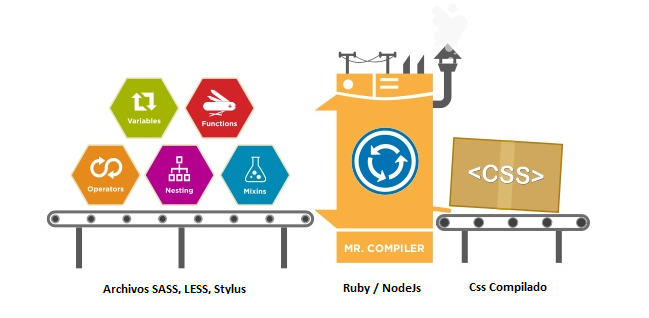 Variables
Functions
Operators
Nesting
Mixins
<CSS>
MR. COMPILER
Archivos SASS, LESS, Stylus
Ruby / NodeJs
Css Compilado